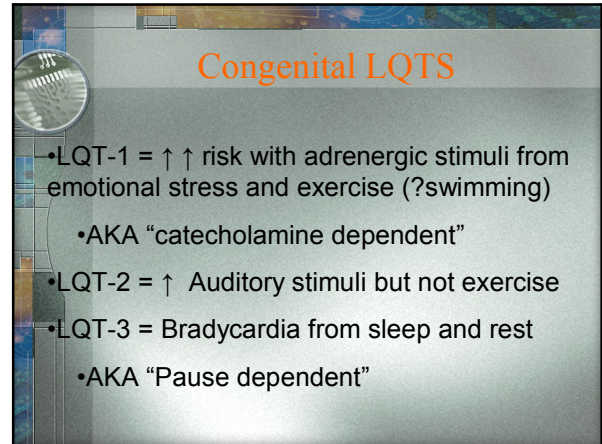 Congenital LQTS
•LQT-1 = ↑ ↑ risk with adrenergic stimuli from
emotional stress and exercise (?swimming)
•AKA “catecholamine dependent”
•LQT-2 = ↑ Auditory stimuli but not exercise
•LQT-3 = Bradycardia from sleep and rest
•AKA “Pause dependent”